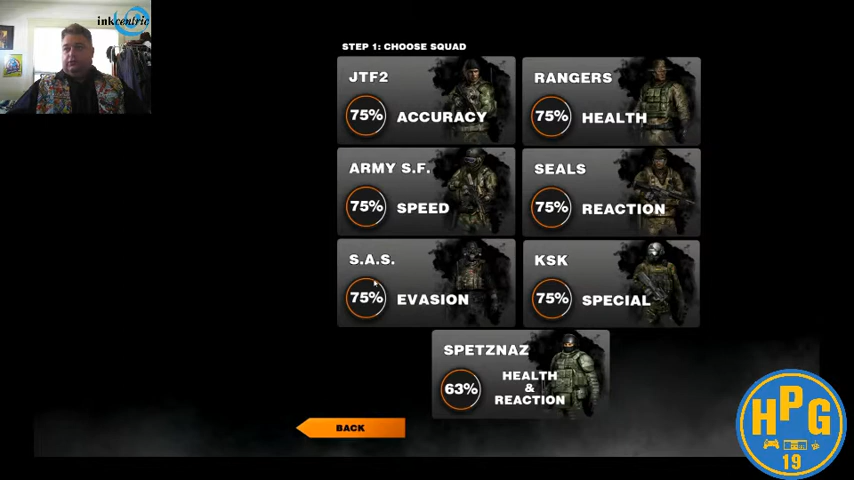 inkcentric
STEP 1: CHOOSE SQUAD
JTF2
75% ACCURACY
RANGERS
75% HEALTH
ARMY S.F.
75% SPEED
SEALS
75% REACTION
S.A.S.
75% EVASION
KSK
75% SPECIAL
SPETZNAZ
63% HEALTH
&
REACTION
BACK
HPG
19